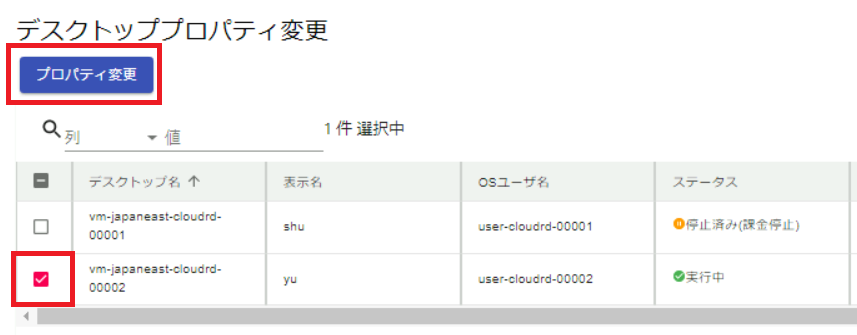 デスクトッププロパティ変更
プロパティ変更
列 値 1 件 選択中
デスクトップ名 ↑ 表示名 OSユーザ名 ステータス
vm-japaneast-cloudrd-
00001 shu user-cloudrd-00001 停止済み(課金停止)
vm-japaneast-cloudrd-
00002 yu user-cloudrd-00002 実行中